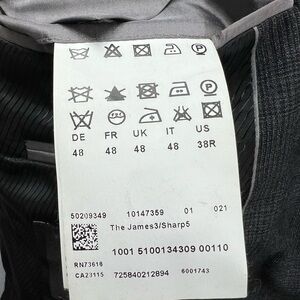 DE FR UK IT US
48 48 48 48 38R
50209349 10147359 01 021
The James3/Sharp5
1001 5100134309 00110
RN73616
CA23115 725840212894 6001743